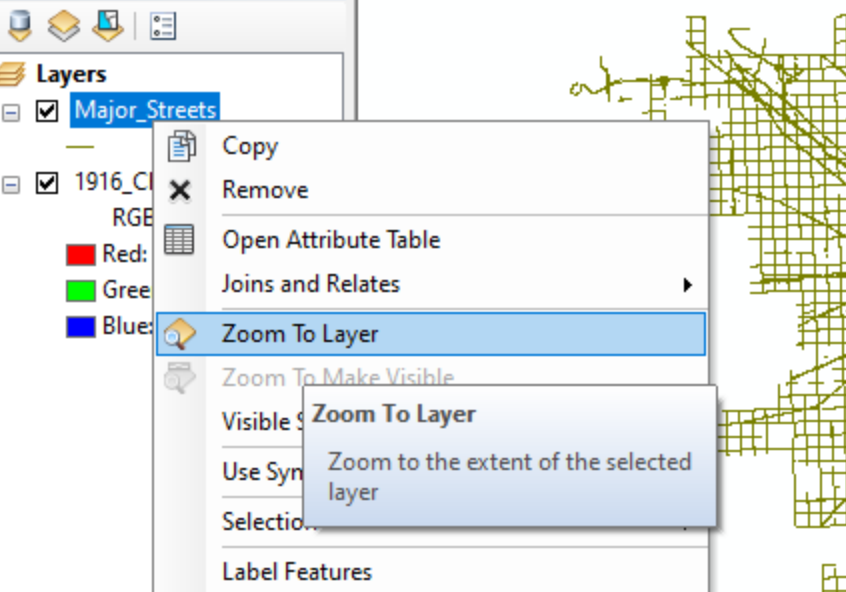 Layers
Major_Streets
1916_C
RGB
Red:
Gree
Blue:
Copy
Remove
Open Attribute Table
Joins and Relates
Zoom To Layer
Zoom To Make Visible
Visible
Use Sym
Selection
Label Features
Zoom To Layer
Zoom to the extent of the selected
layer